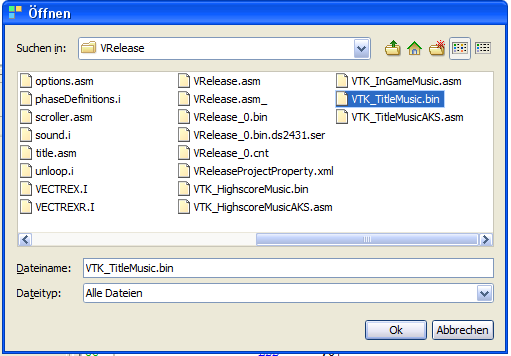 Öffnen
Suchen in: VRelease
options.asm
phaseDefinitions.i
scroller.asm
sound.i
title.asm
unloop.i
VECTREX.I
VECTREXR.I
VRelease.asm
VRelease.asm_
VRelease_0.bin
VRelease_0.bin.ds2431.ser
VRelease_0.cnt
VReleaseProjectProperty.xml
VTK_HighscoreMusic.bin
VTK_HighscoreMusicAKS.asm
VTK_InGameMusic.asm
VTK_TitleMusic.bin
VTK_TitleMusicAKS.asm
Dateiname: VTK_TitleMusic.bin
Dateityp: Alle Dateien
Ok Abbrechen